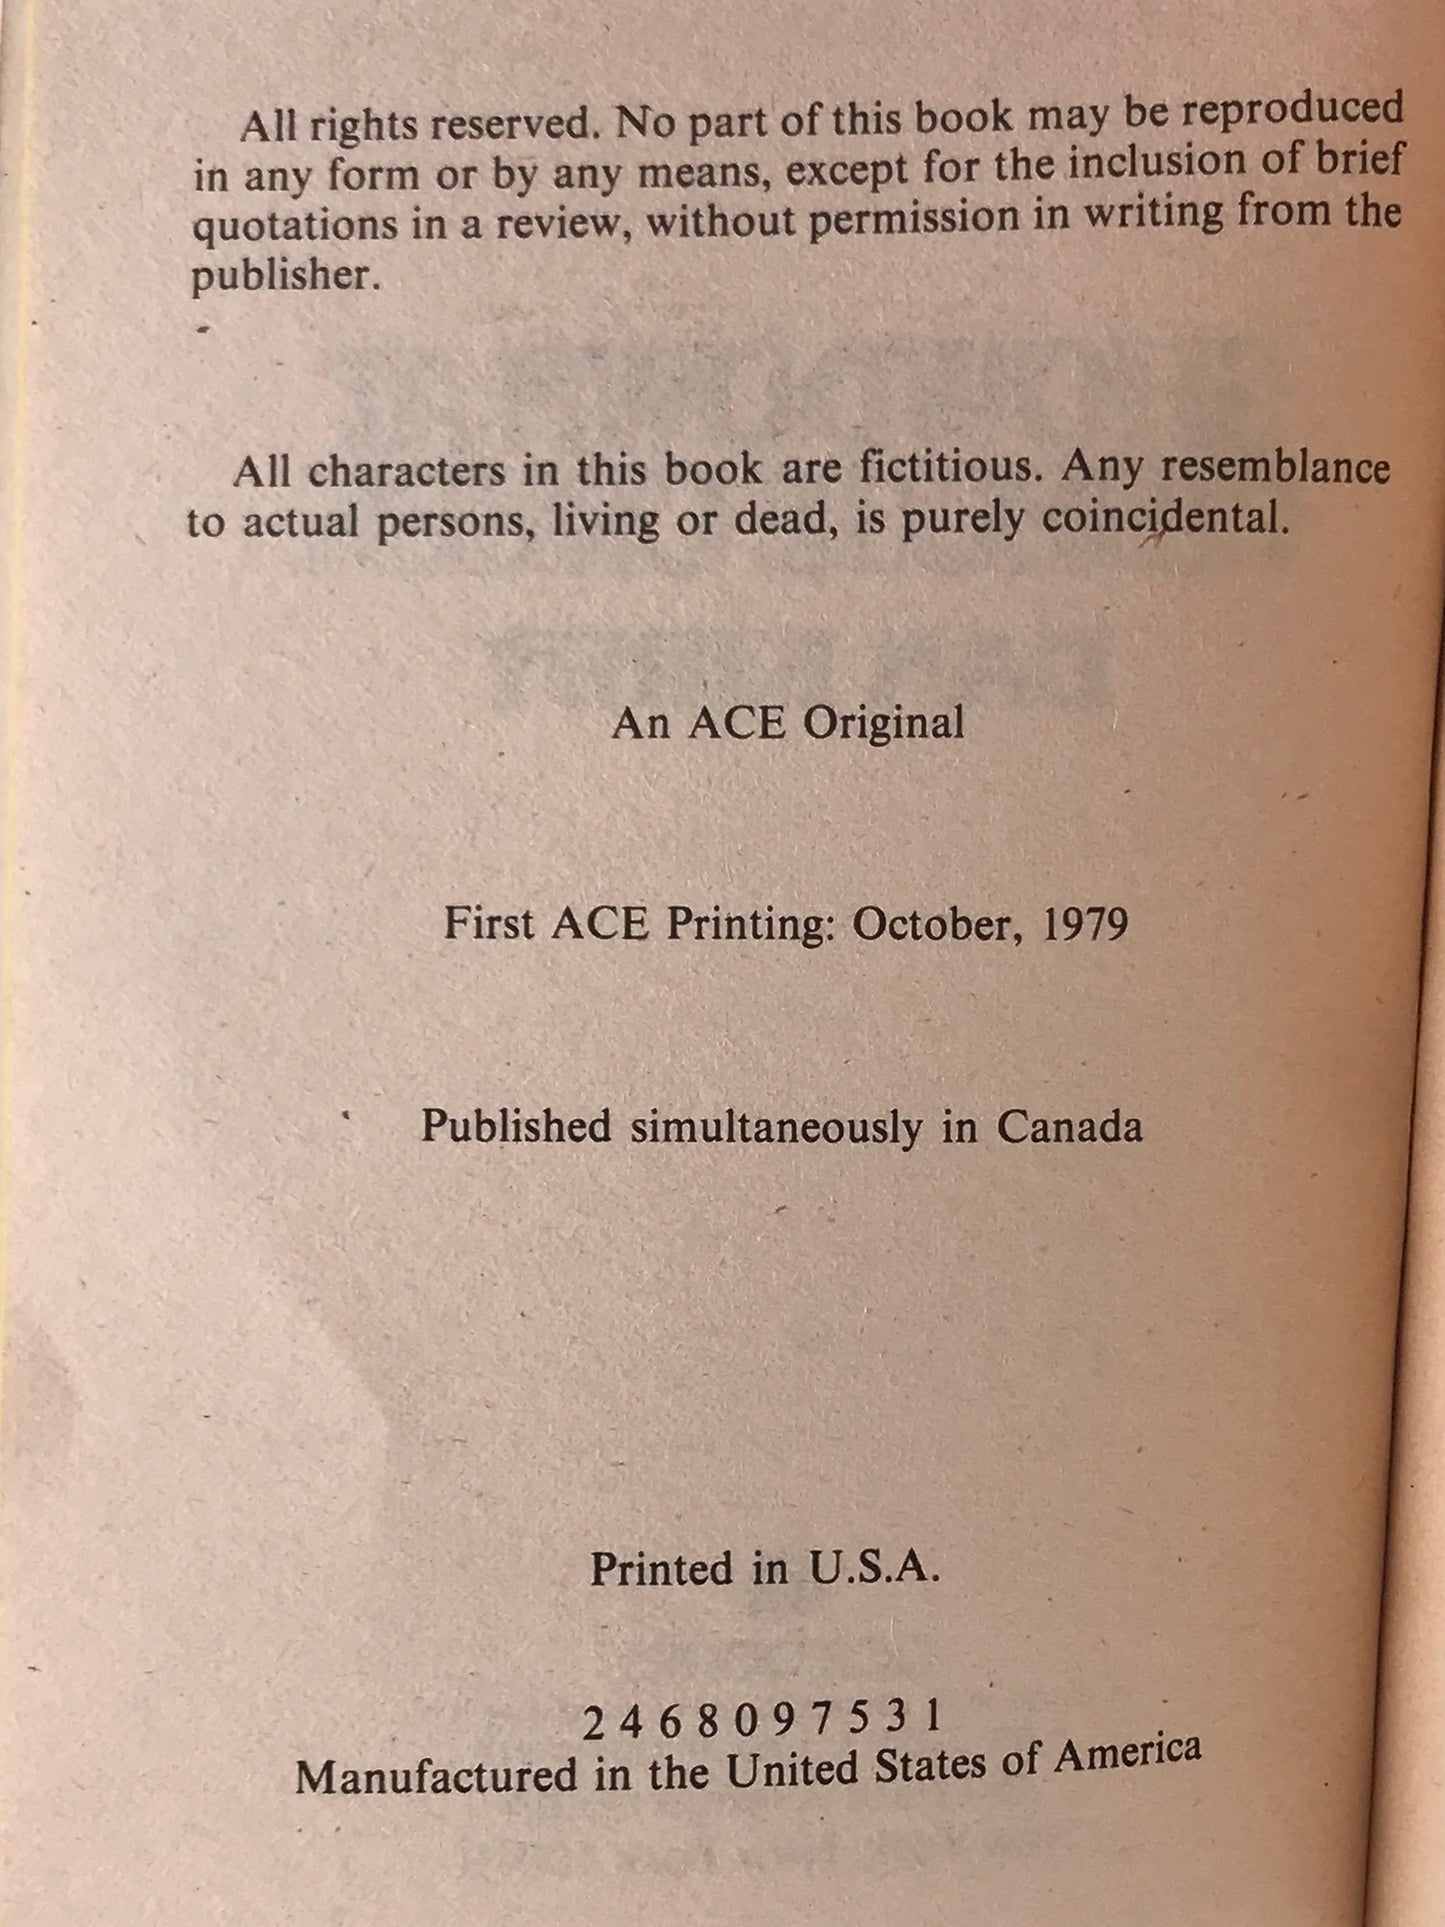 All rights reserved. No part of this book may be reproduced
in any form or by any means, except for the inclusion of brief
quotations in a review, without permission in writing from the
publisher.
All characters in this book are fictitious. Any resemblance
to actual persons, living or dead, is purely coincidental.
An ACE Original
First ACE Printing: October, 1979
Published simultaneously in Canada
Printed in U.S.A.
2 4 6 8 0 9 7 5 3 1
Manufactured in the United States of America